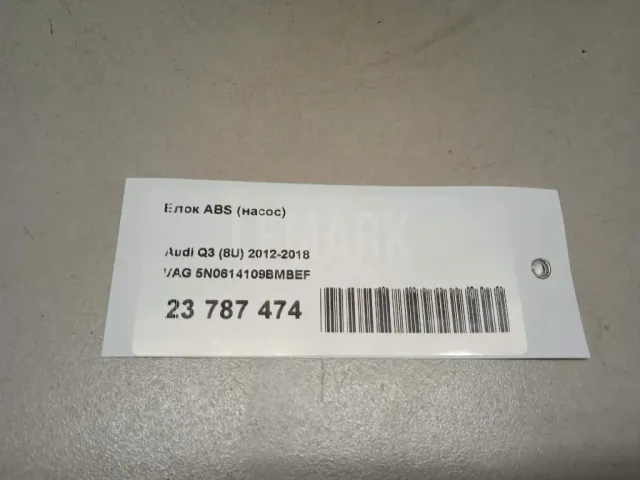 Блок ABS (насос)
Audi Q3 (8U) 2012-2018
VAG 5N0614109BMBEF
23 787 474